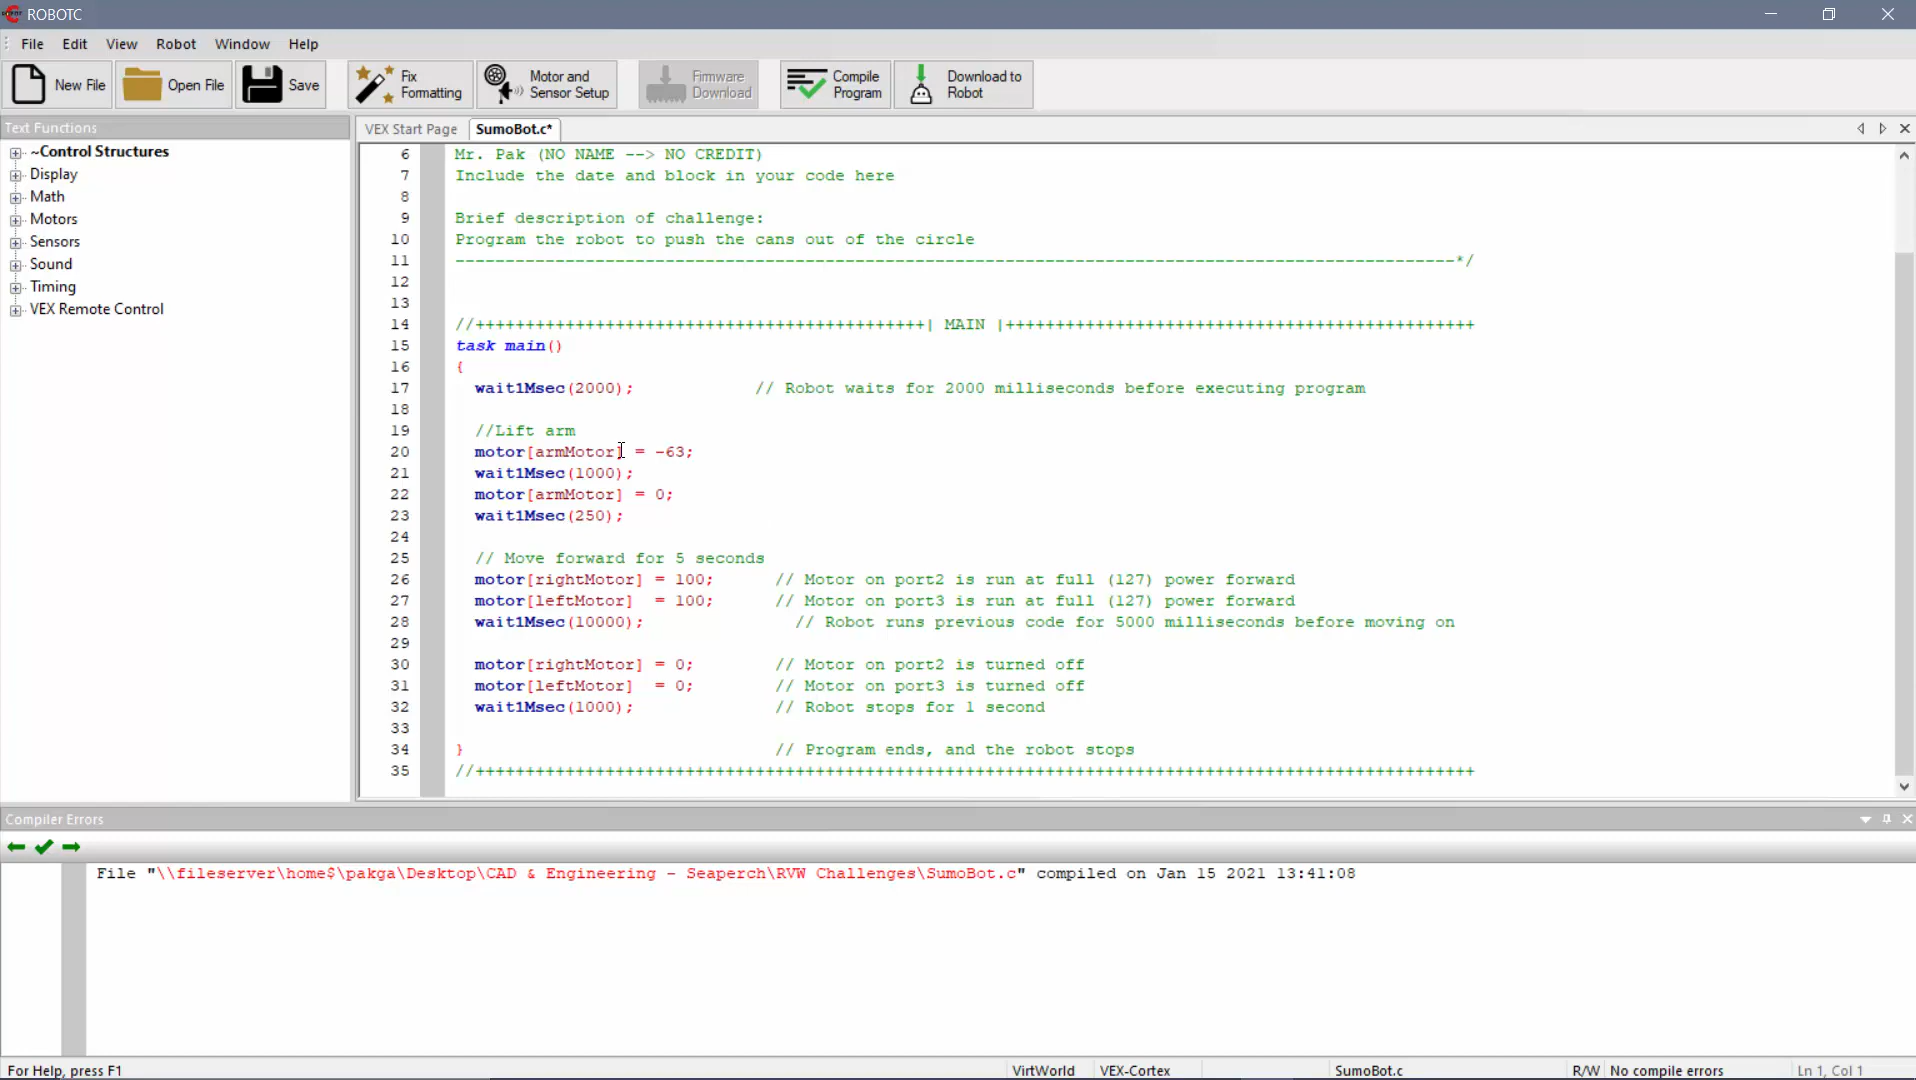 ROBOTC
File Edit View Robot Window Help
New File Open File Save Fix Formatting Motor and Sensor Setup Firmware Download Compile Program Download to Robot
Text Functions
VEX Start Page SumoBot.c*
~Control Structures
Display
Math
Motors
Sensors
Sound
Timing
VEX Remote Control
6 Mr. Pak (NO NAME --> NO CREDIT)
7 Include the date and block in your code here
8
9 Brief description of challenge:
10 Program the robot to push the cans out of the circle
11 ----------------------------------------------------------------------------------------------------*/
12
13
14 //+++++++++++++++++++++++++++++++++++++++++++++| MAIN |+++++++++++++++++++++++++++++++++++++++++++++++
15 task main()
16 {
17 wait1Msec(2000); // Robot waits for 2000 milliseconds before executing program
18
19 //Lift arm
20 motor[armMotor] = -63;
21 wait1Msec(1000);
22 motor[armMotor] = 0;
23 wait1Msec(250);
24
25 // Move forward for 5 seconds
26 motor[rightMotor] = 100; // Motor on port2 is run at full (127) power forward
27 motor[leftMotor] = 100; // Motor on port3 is run at full (127) power forward
28 wait1Msec(10000); // Robot runs previous code for 5000 milliseconds before moving on
29
30 motor[rightMotor] = 0; // Motor on port2 is turned off
31 motor[leftMotor] = 0; // Motor on port3 is turned off
32 wait1Msec(1000); // Robot stops for 1 second
33
34 } // Program ends, and the robot stops
35 //++++++++++++++++++++++++++++++++++++++++++++++++++++++++++++++++++++++++++++++++++++++++++++++++++++
Compiler Errors
File "\\fileserver\home$\pakga\Desktop\CAD & Engineering - Seaperch\RVW Challenges\SumoBot.c" compiled on Jan 15 2021 13:41:08
For Help, press F1 VirtWorld VEX-Cortex SumoBot.c R/W No compile errors Ln 1, Col 1